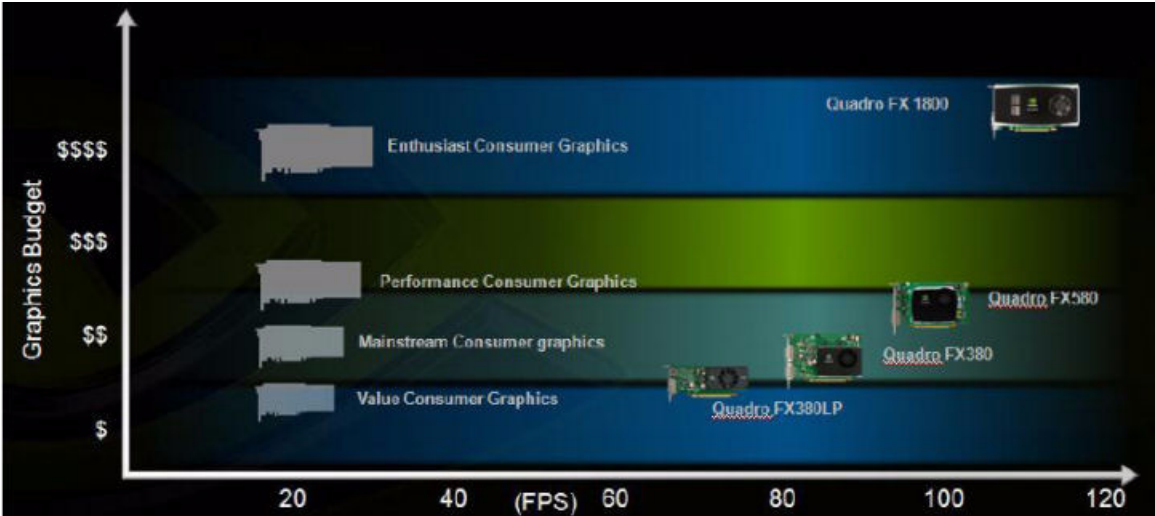 Quadro FX 1800
Enthusiast Consumer Graphics
$$$$
Graphics Budget
$$$
Performance Consumer Graphics
Quadro FX580
$$
Mainstream Consumer graphics
Quadro FX380
Value Consumer Graphics
Quadro FX380LP
$
20 40 (FPS) 60 80 100 120